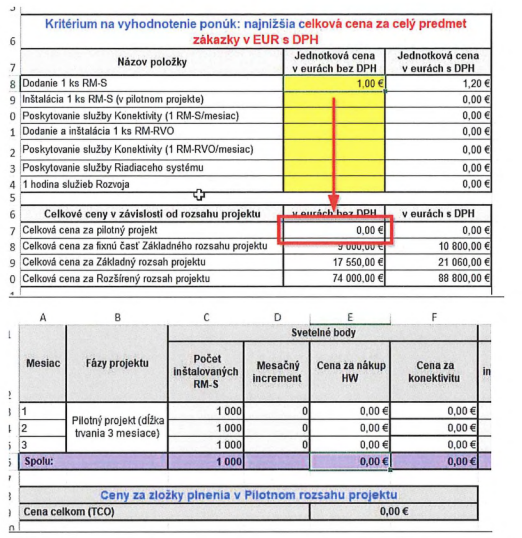 5
Kritérium na vyhodnotenie ponúk: najnižšia celková cena za celý predmet
6 zákazky v EUR s DPH
7 Názov položky Jednotková cena v eurách bez DPH Jednotková cena v eurách s DPH
8 Dodanie 1 ks RM-S 1,00 € 1,20 €
9 Inštalácia 1 ks RM-S (v pilotnom projekte) 0,00 €
0 Poskytovanie služby Konektivity (1 RM-S/mesiac) 0,00 €
1 Dodanie a inštalácia 1 ks RM-RVO 0,00 €
2 Poskytovanie služby Konektivity (1 RM-RVO/mesiac) 0,00 €
3 Poskytovanie služby Riadiaceho systému 0,00 €
4 1 hodina služieb Rozvoja 0,00 €
5
6 Celkové ceny v závislosti od rozsahu projektu v eurách bez DPH v eurách s DPH
7 Celková cena za pilotný projekt 0,00 € 0,00 €
8 Celková cena za fixnú časť Základného rozsahu projektu 9 000,00 € 10 800,00 €
9 Celková cena za Základný rozsah projektu 17 550,00 € 21 060,00 €
0 Celková cena za Rozšírený rozsah projektu 74 000,00 € 88 800,00 €
A B C D E F
1 Svetelné body
2 Mesiac Fázy projektu Počet inštalovaných RM-S Mesačný increment Cena za nákup HW Cena za konektivitu in
1 1 000 0 0,00 € 0,00 €
2 Pilotný projekt (dĺžka trvania 3 mesiace) 1 000 0 0,00 € 0,00 €
3 1 000 0 0,00 € 0,00 €
Spolu: 1 000 0,00 € 0,00 €
Ceny za zložky plnenia v Pilotnom rozsahu projektu
Cena celkom (TCO) 0,00 €